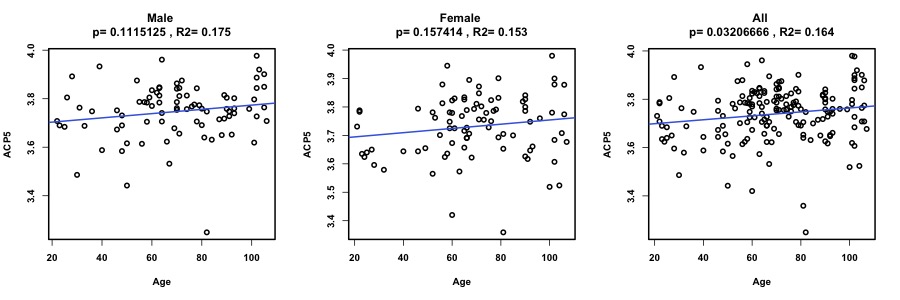 Male
p= 0.1115125 , R2= 0.175
4.0
3.8
3.6
3.4
ACP5
20 40 60 80 100
Age
Female
p= 0.157414 , R2= 0.153
4.0
3.9
3.8
3.7
3.6
3.5
3.4
ACP5
20 40 60 80 100
Age
All
p= 0.03206666 , R2= 0.164
4.0
3.8
3.6
3.4
ACP5
20 40 60 80 100
Age